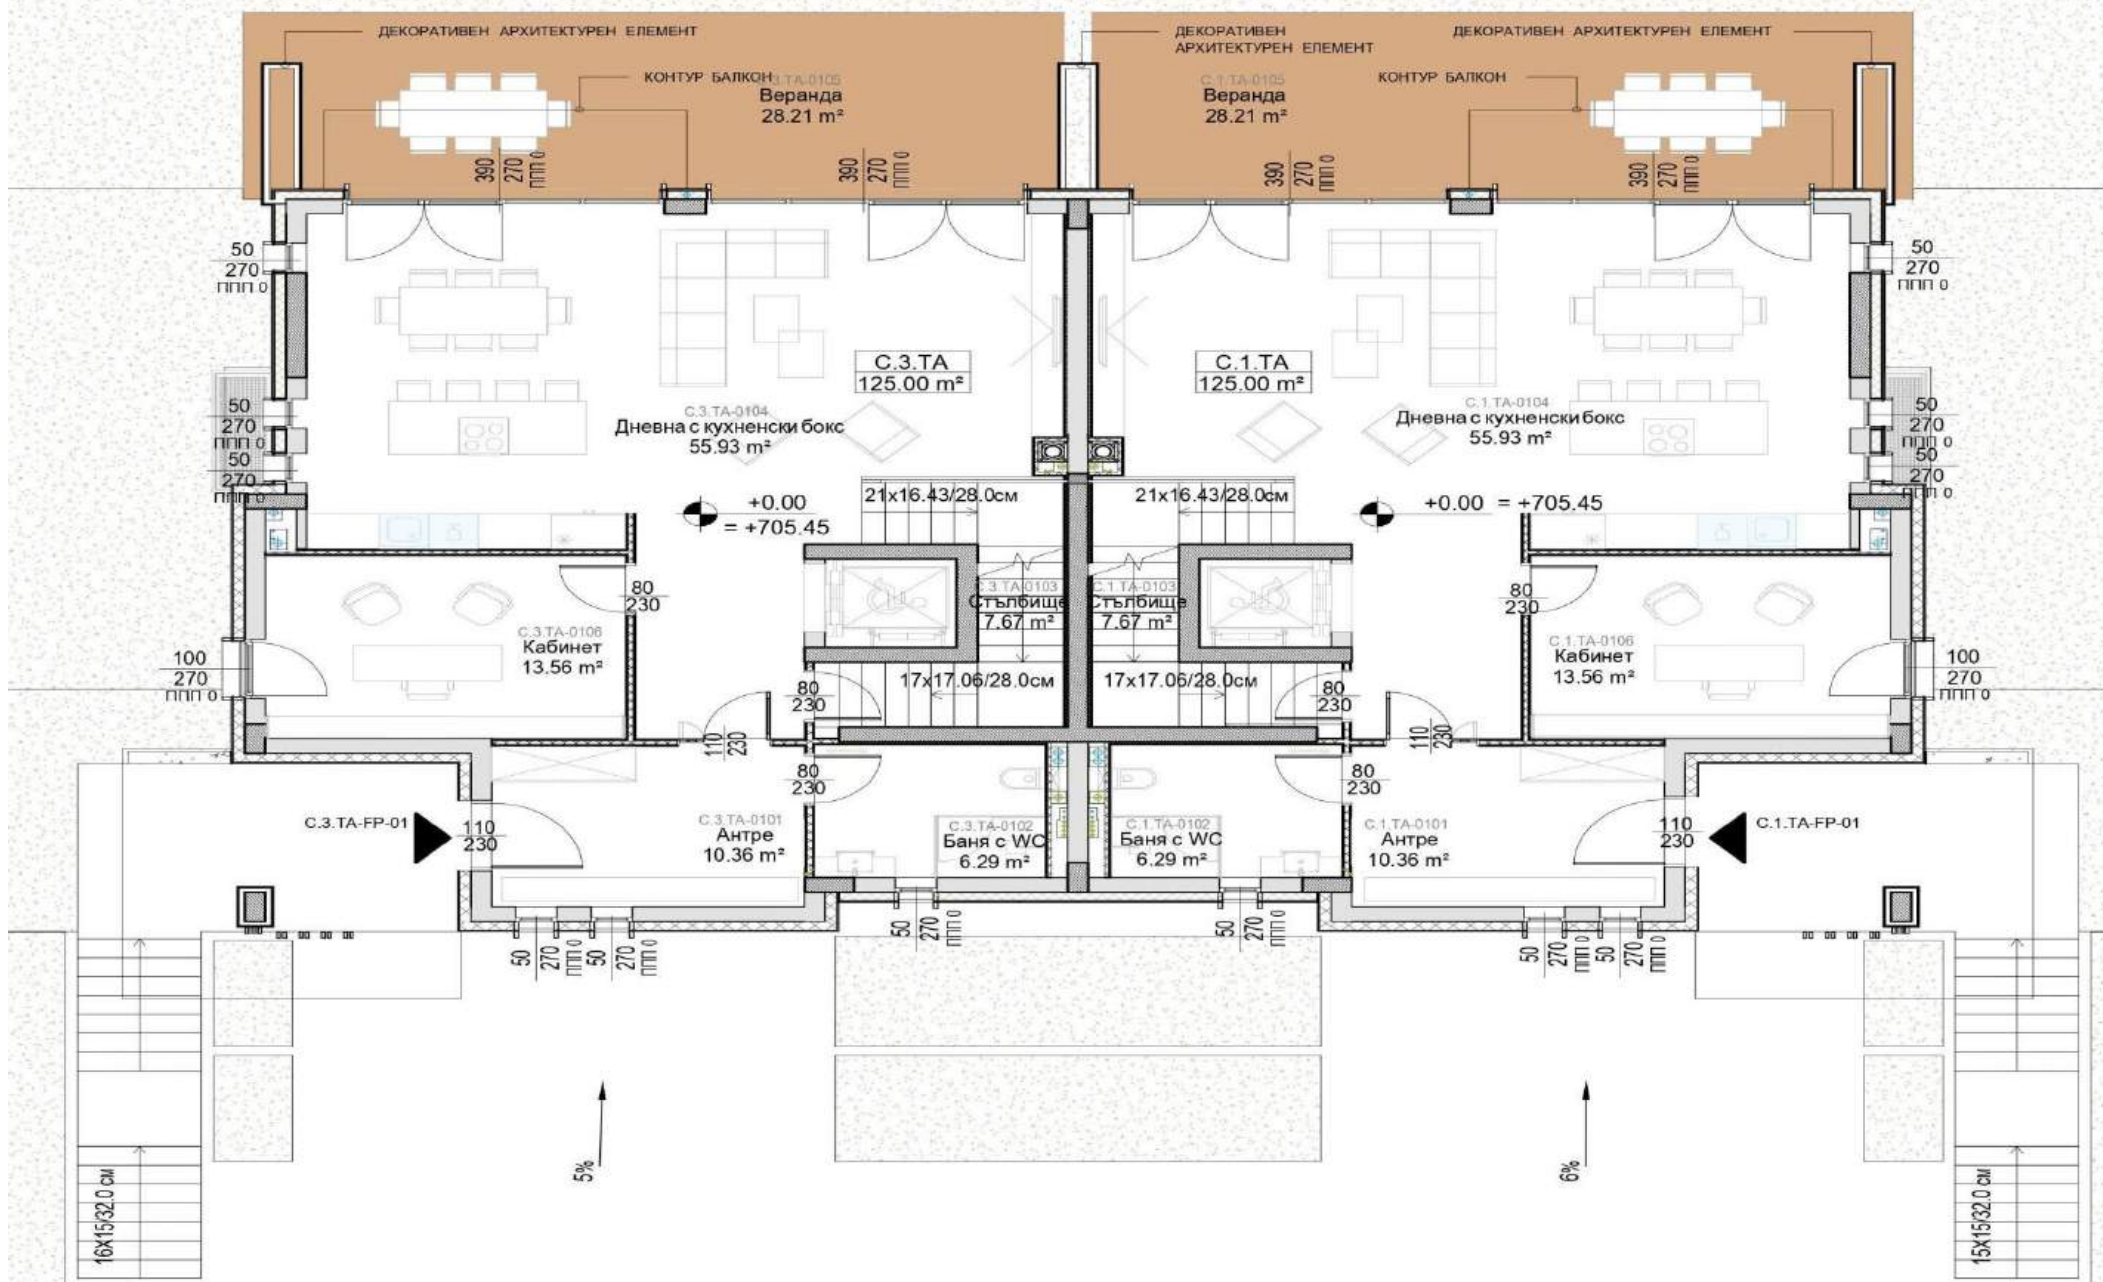 ДЕКОРАТИВЕН АРХИТЕКТУРЕН ЕЛЕМЕНТ
ДЕКОРАТИВЕН
АРХИТЕКТУРЕН ЕЛЕМЕНТ
ДЕКОРАТИВЕН АРХИТЕКТУРЕН ЕЛЕМЕНТ
КОНТУР БАЛКОН
C.3.TA-0105
Веранда
28.21 m²
C.1.TA-0105
Веранда
28.21 m²
КОНТУР БАЛКОН
390
270
ППП 0
390
270
ППП 0
390
270
ППП 0
390
270
ППП 0
50
270
ППП 0
50
270
ППП 0
C.3.TA
125.00 m²
C.1.TA
125.00 m²
50
270
ППП 0
50
270
ППП 0
C.3.TA-0104
Дневна с кухненски бокс
55.93 m²
C.1.TA-0104
Дневна с кухненски бокс
55.93 m²
50
270
ППП 0
50
270
ППП 0
+0.00
= +705.45
21x16.43/28.0см
21x16.43/28.0см
+0.00 = +705.45
80
230
C.3.TA-0103
Стълбище
7.67 m²
C.1.TA-0103
Стълбище
7.67 m²
80
230
C.3.TA-0106
Кабинет
13.56 m²
C.1.TA-0106
Кабинет
13.56 m²
100
270
ППП 0
100
270
ППП 0
80
230
17x17.06/28.0см
17x17.06/28.0см
80
230
110
230
110
230
80
230
80
230
C.3.TA-FP-01
110
230
C.3.TA-0101
Антре
10.36 m²
C.3.TA-0102
Баня с WC
6.29 m²
C.1.TA-0102
Баня с WC
6.29 m²
C.1.TA-0101
Антре
10.36 m²
110
230
C.1.TA-FP-01
50
270
ППП 0
50
270
ППП 0
50
270
ППП 0
50
270
ППП 0
50
270
ППП 0
50
270
ППП 0
5%
6%
16X15/32.0 см
15X15/32.0 см